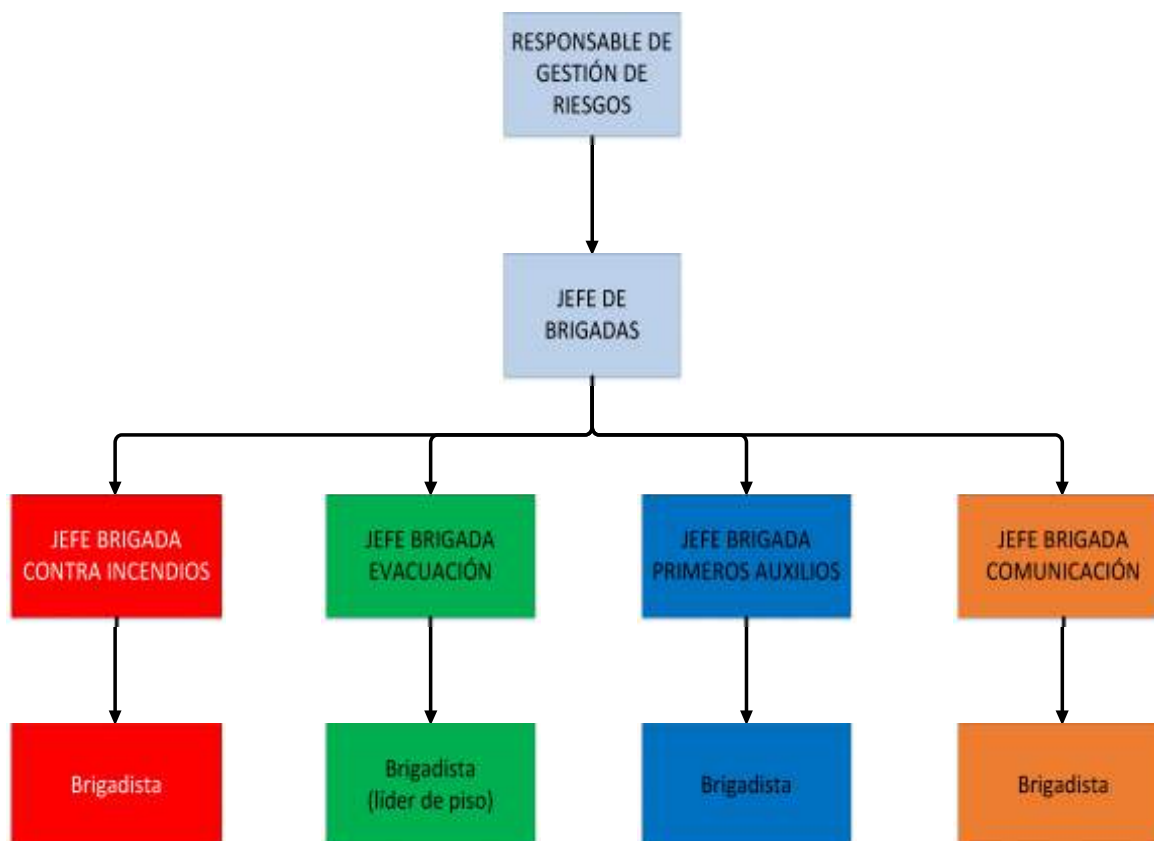 RESPONSABLE DE
GESTIÓN DE
RIESGOS
JEFE DE
BRIGADAS
JEFE BRIGADA
CONTRA INCENDIOS
JEFE BRIGADA
EVACUACIÓN
JEFE BRIGADA
PRIMEROS AUXILIOS
JEFE BRIGADA
COMUNICACIÓN
Brigadista
Brigadista
(lider de piso)
Brigadista
Brigadista